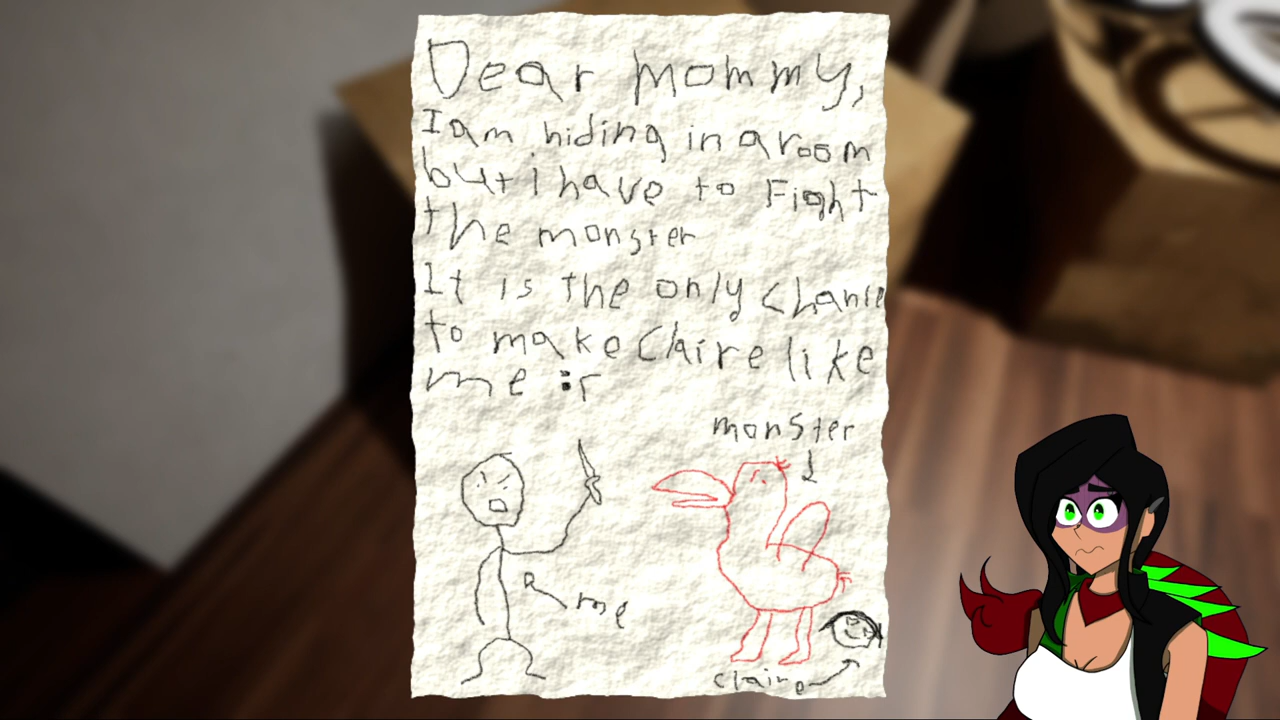 Dear mommy,
I am hiding in a room
but i have to Fight
the monster
It is the only chance
to make Claire like
me :r
monster
me
claire